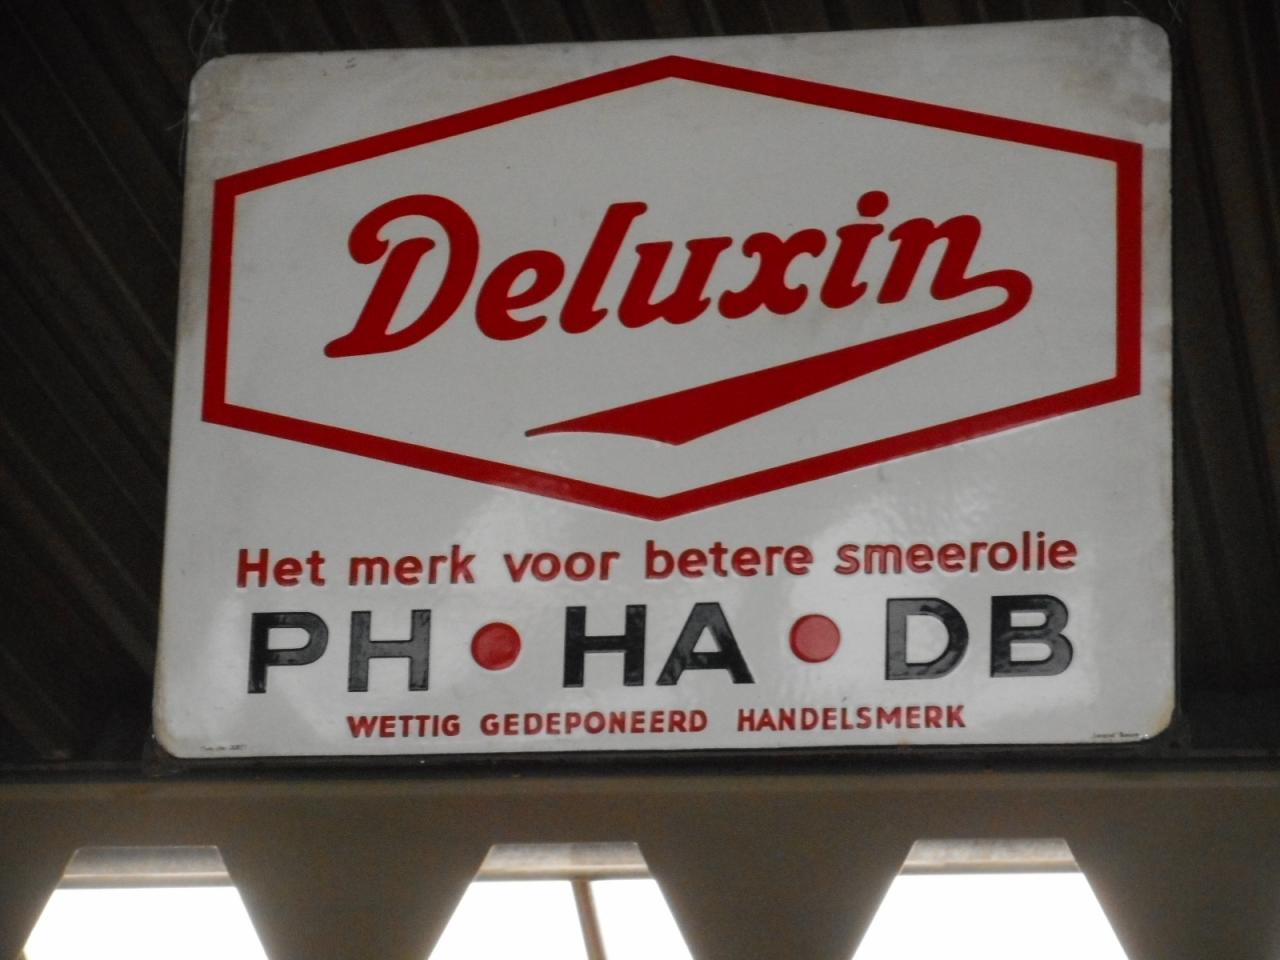 Deluxin
Het merk voor betere smeerolie
PH • HA • DB
WETTIG GEDEPONEERD HANDELSMERK